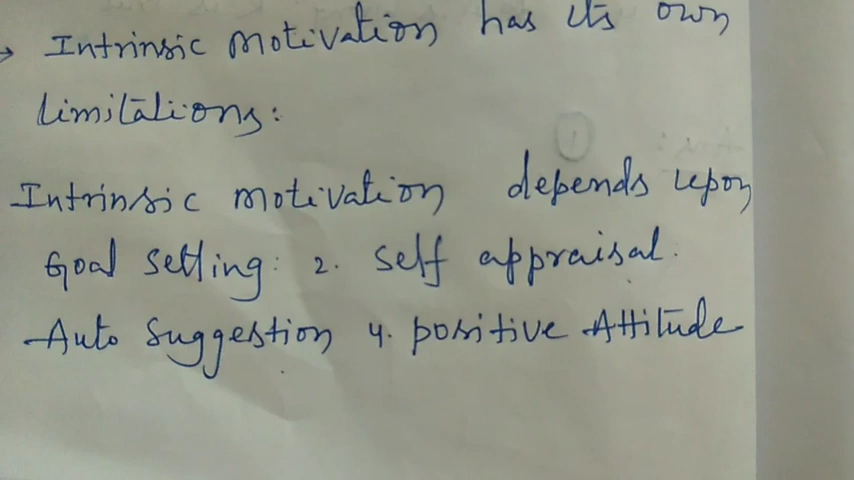 → Intrinsic motivation has its own
limitations:
Intrinsic motivation depends upon
Goal setting: 2. Self appraisal.
Auto suggestion 4. positive Attitude